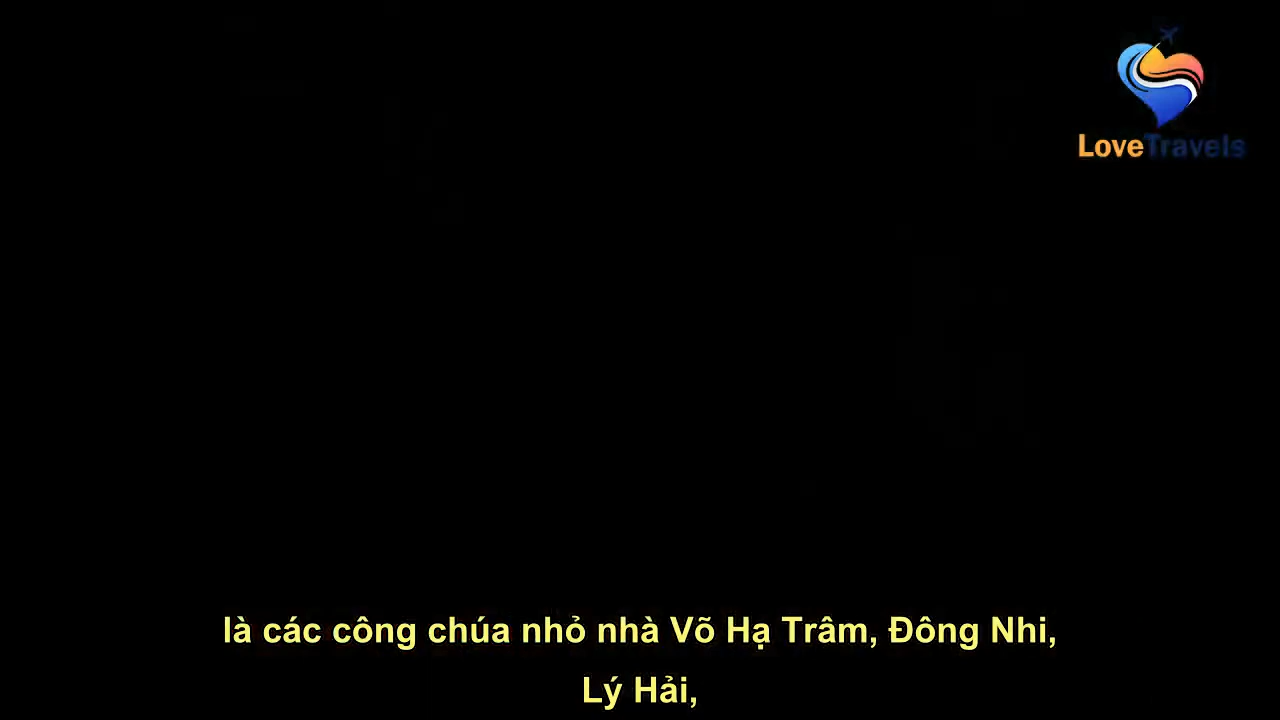 LoveTravels
là các công chúa nhỏ nhà Võ Hạ Trâm, Đông Nhi,
Lý Hải,